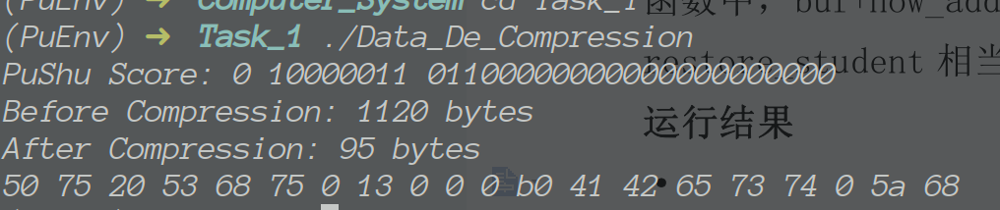 (PuEnv) → Computer_System cd Task_1
函数中，buf+now_add
(PuEnv) → Task_1 ./Data_De_Compression
PuShu Score: 0 10000011 01100000000000000000000
restore_student 相当
Before Compression: 1120 bytes
运行结果
After Compression: 95 bytes
50 75 20 53 68 75 0 13 0 0 0 b0 41 42 65 73 74 0 5a 68